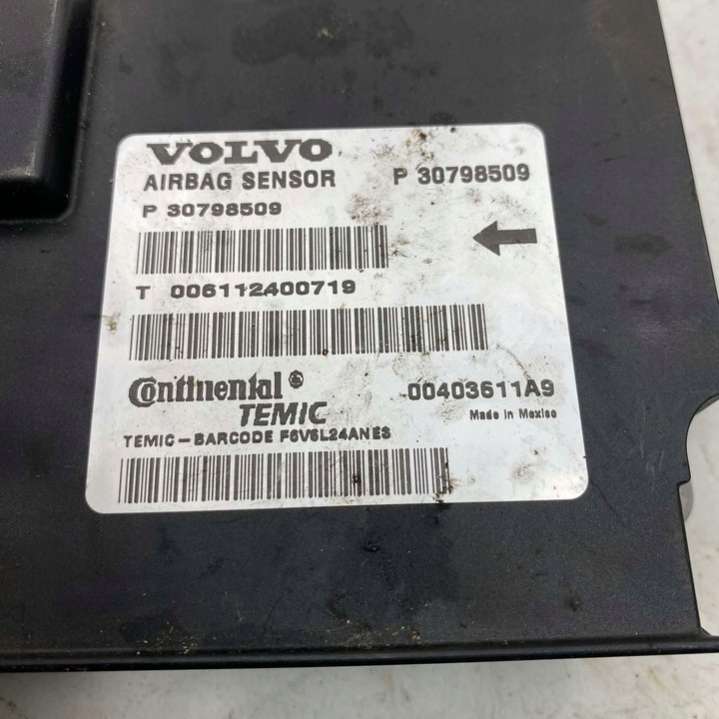 VOLVO
AIRBAG SENSOR P 30798509
P 30798509
T 006112400719
Continental
TEMIC
00403611A9
Made in Mexico
TEMIC-BARCODE F6V6L24ANES